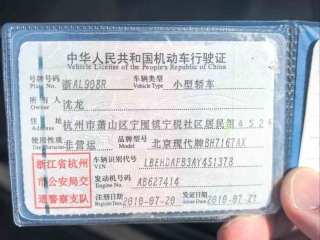 中华人民共和国机动车行驶证
Vehicle License of the People's Republic of China
号牌号码 浙AL908R 车辆类型 Vehicle Type 小型轿车
所有人 Owner 沈龙
住址 杭州市萧山区宁围镇宁税社区居民组452
使用性质 非营运 品牌型号 北京现代牌BH7167AX
浙江省杭州 车辆识别代号 VIN LBEHDAFB3AY451378
市公安局交 发动机号码 Engine No. AB627414
通警察支队 注册日期 Register Date 2010-07-20 发证日期 Issue Date 2010-07-21